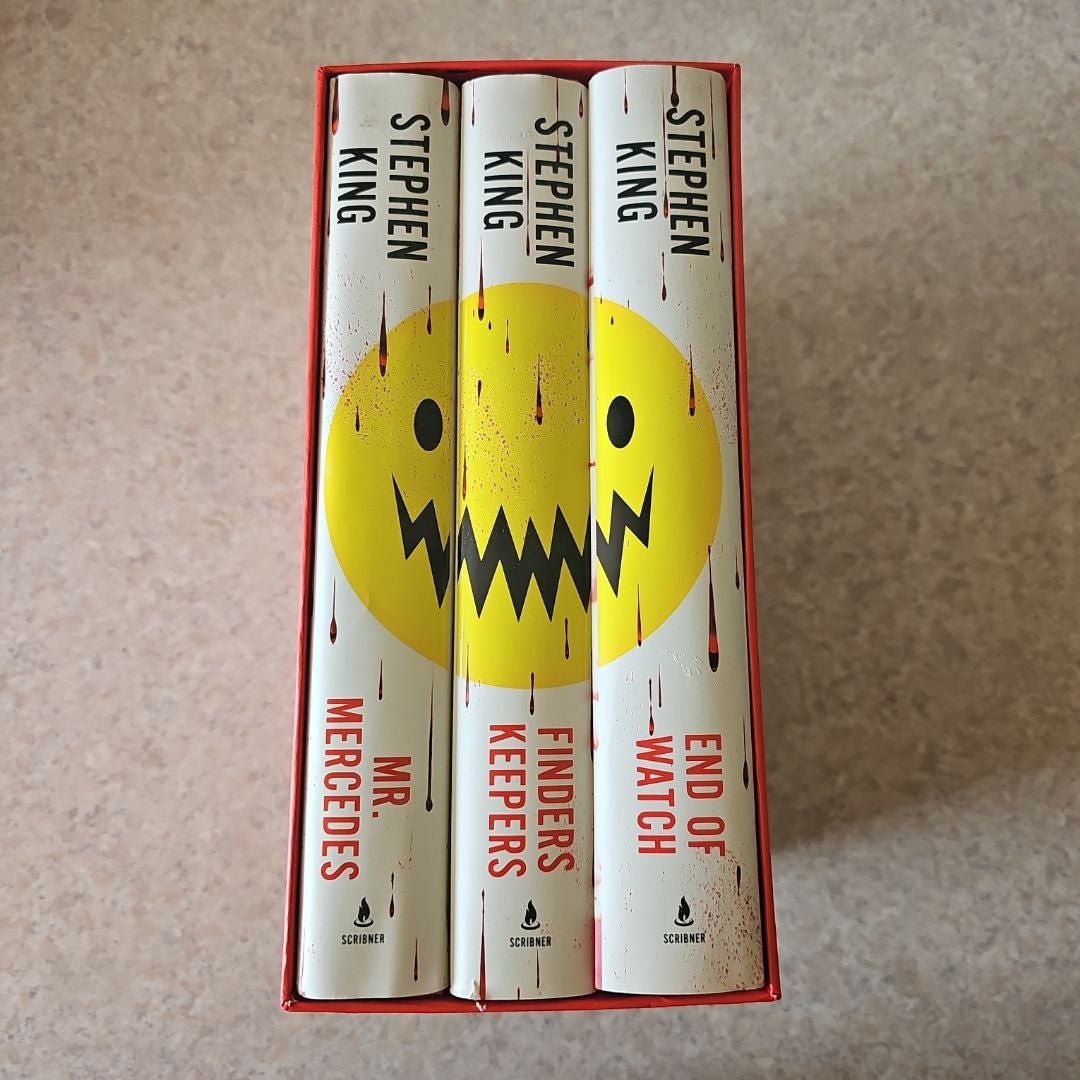 STEPHEN
KING
MR.
MERCEDES
SCRIBNER
STEPHEN
KING
FINDERS
KEEPERS
SCRIBNER
STEPHEN
KING
END OF
WATCH
SCRIBNER